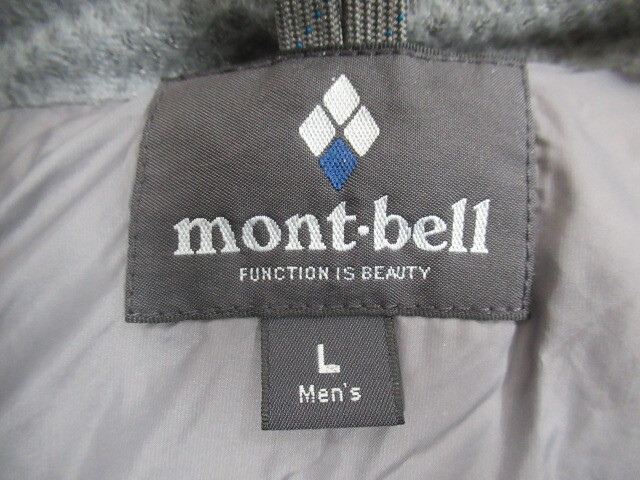 mont·bell
FUNCTION IS BEAUTY
L
Men's